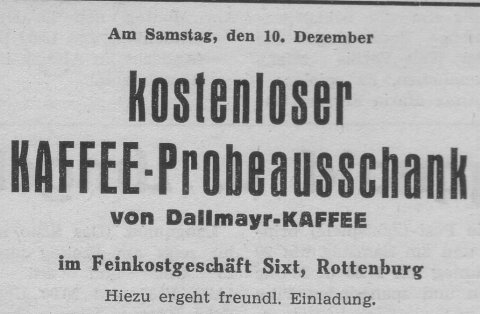 Am Samstag, den 10. Dezember
kostenloser
KAFFEE-Probeausschank
von Dallmayr-KAFFEE
im Feinkostgeschäft Sixt, Rottenburg
Hiezu ergeht freundl. Einladung.